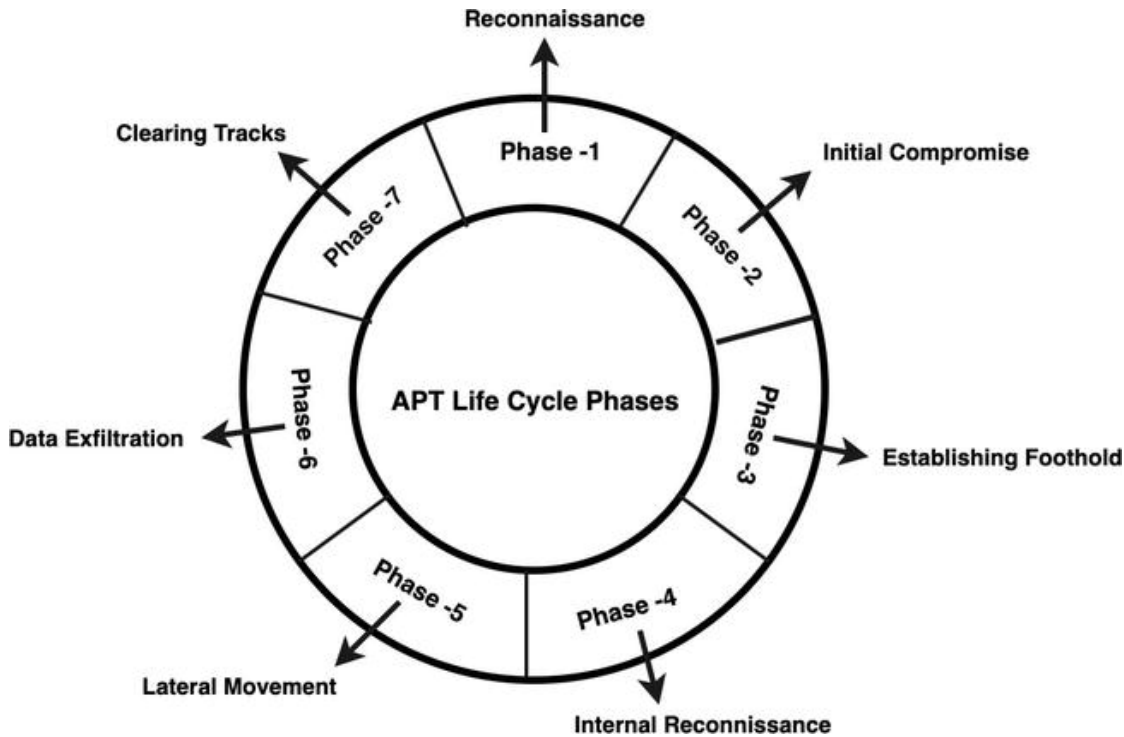 Reconnaissance
Phase -1
Initial Compromise
Phase -2
Establishing Foothold
Phase -3
Internal Reconnissance
Phase -4
Lateral Movement
Phase -5
Data Exfiltration
Phase -6
Clearing Tracks
Phase -7
APT Life Cycle Phases